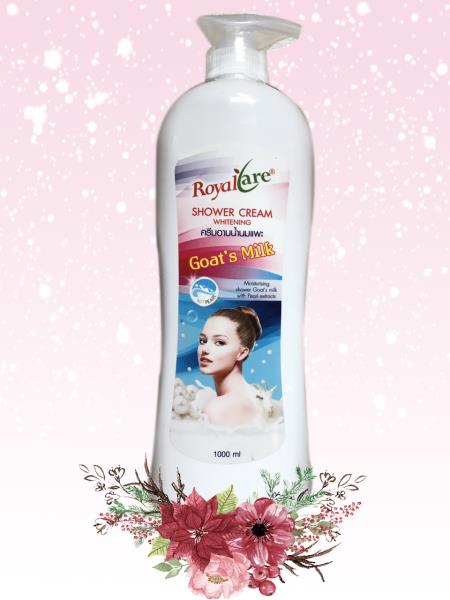 RoyalCare®
SHOWER CREAM
WHITENING
ครีมอาบน้ำนมแพะ
Goat's Milk
Moisturising
shower Goat's milk
with Pearl extracts
1000 ml